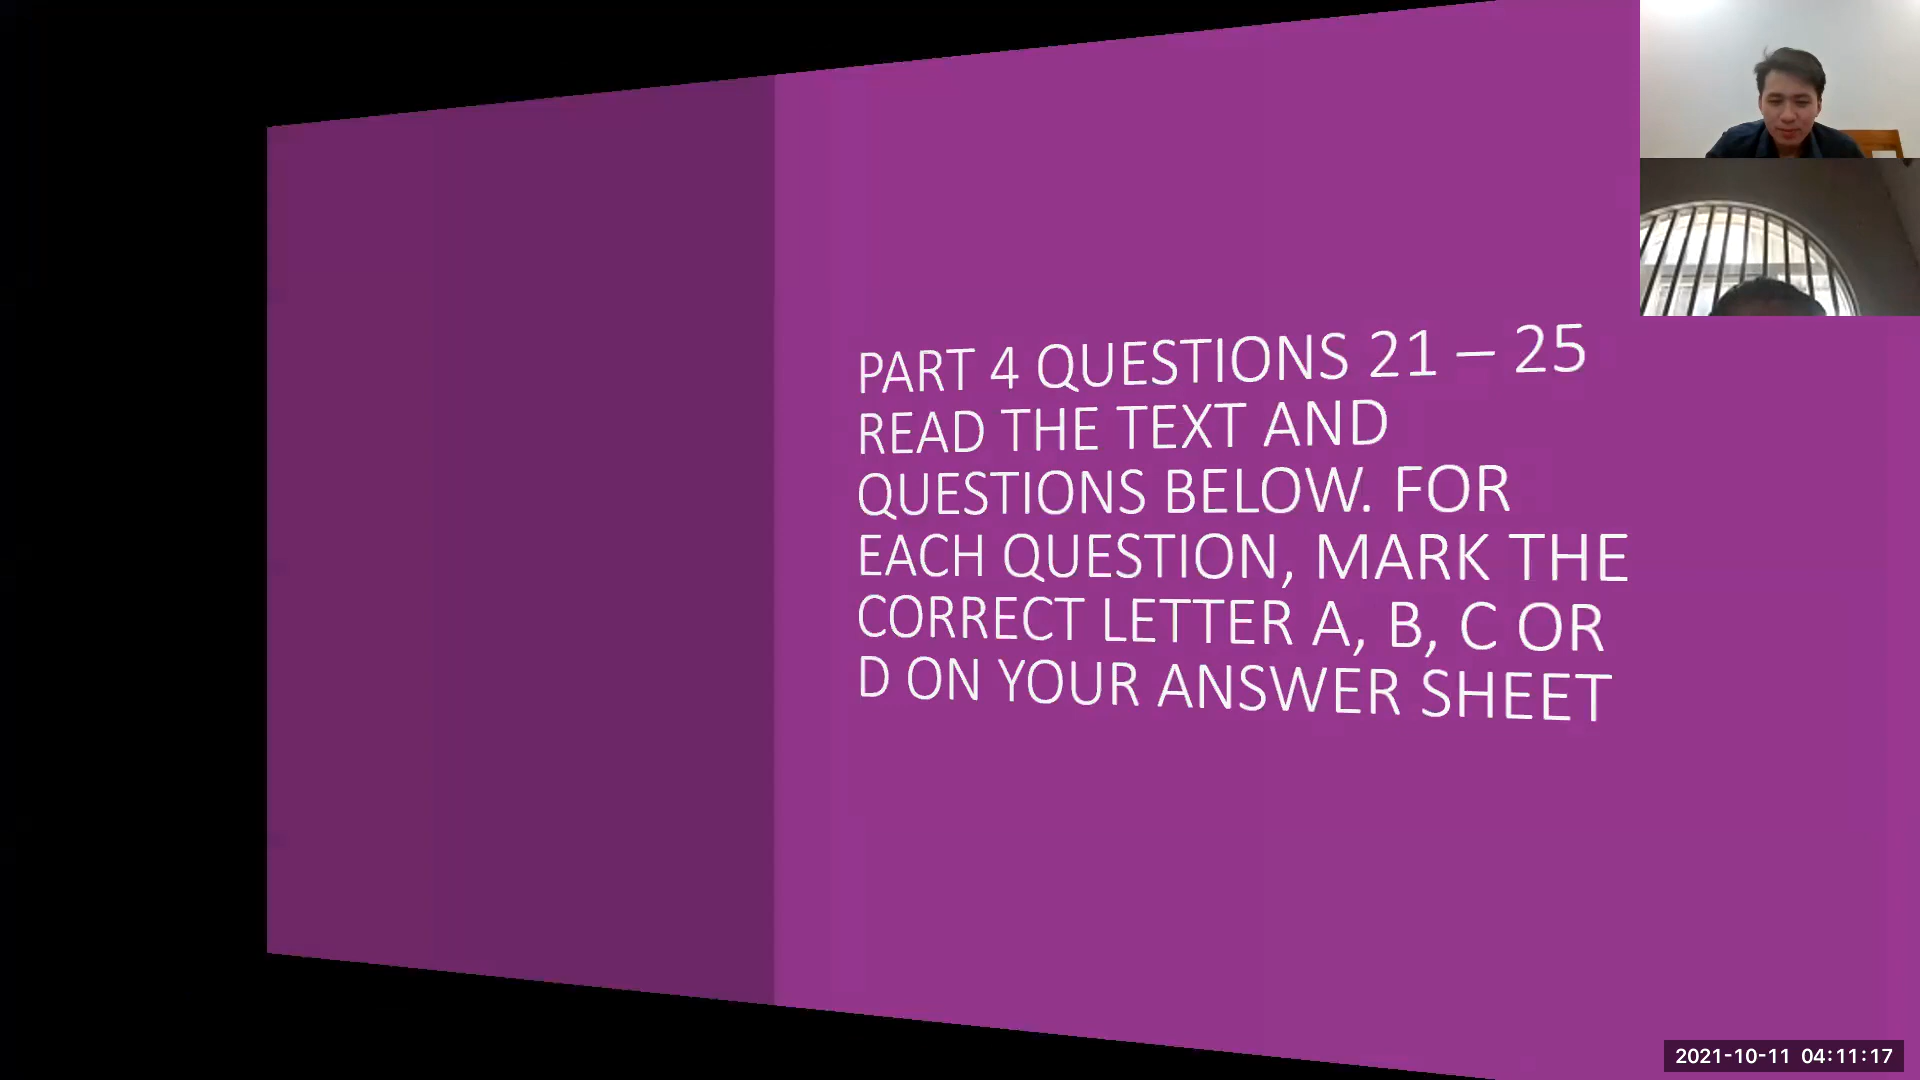 PART 4 QUESTIONS 21 – 25
READ THE TEXT AND
QUESTIONS BELOW. FOR
EACH QUESTION, MARK THE
CORRECT LETTER A, B, C OR
D ON YOUR ANSWER SHEET
2021-10-11 04:11:17